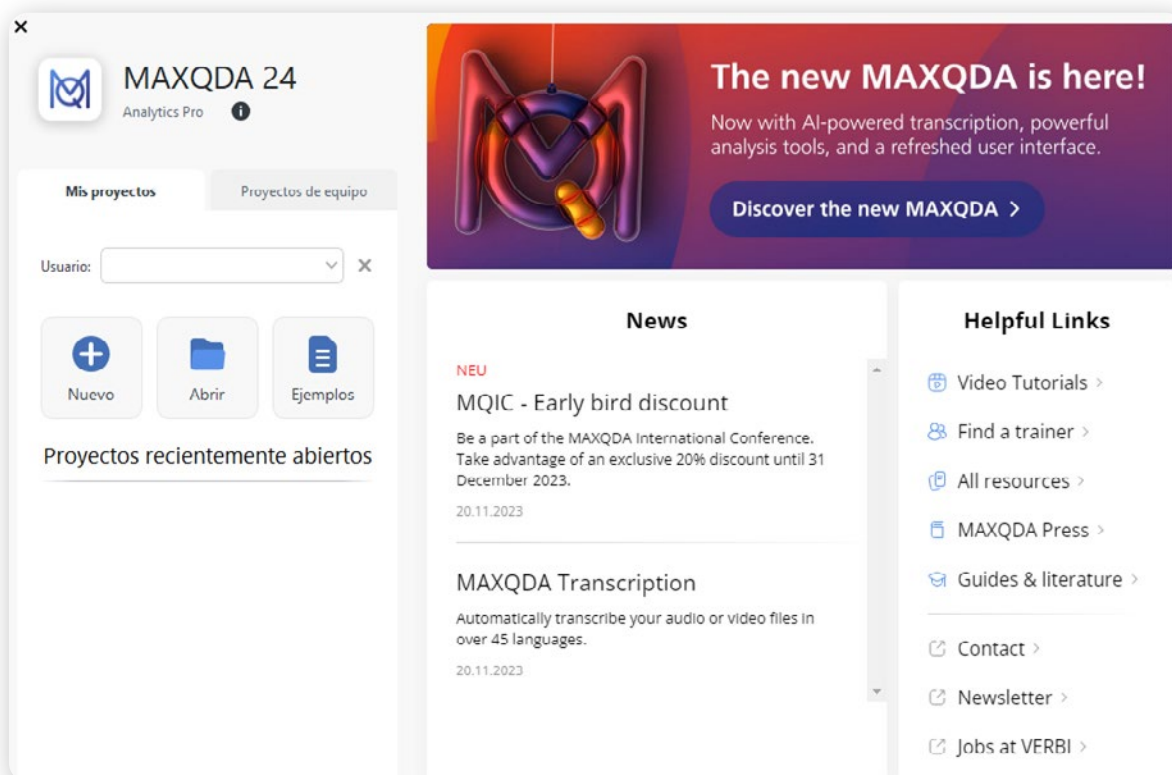 MAXQDA 24
Analytics Pro
Mis proyectos
Proyectos de equipo
Usuario:
Nuevo
Abrir
Ejemplos
Proyectos recientemente abiertos
The new MAXQDA is here!
Now with AI-powered transcription, powerful
analysis tools, and a refreshed user interface.
Discover the new MAXQDA >
News
NEU
MQIC - Early bird discount
Be a part of the MAXQDA International Conference.
Take advantage of an exclusive 20% discount until 31
December 2023.
20.11.2023
MAXQDA Transcription
Automatically transcribe your audio or video files in
over 45 languages.
20.11.2023
Helpful Links
Video Tutorials >
Find a trainer >
All resources >
MAXQDA Press >
Guides & literature >
Contact >
Newsletter >
Jobs at VERBI >